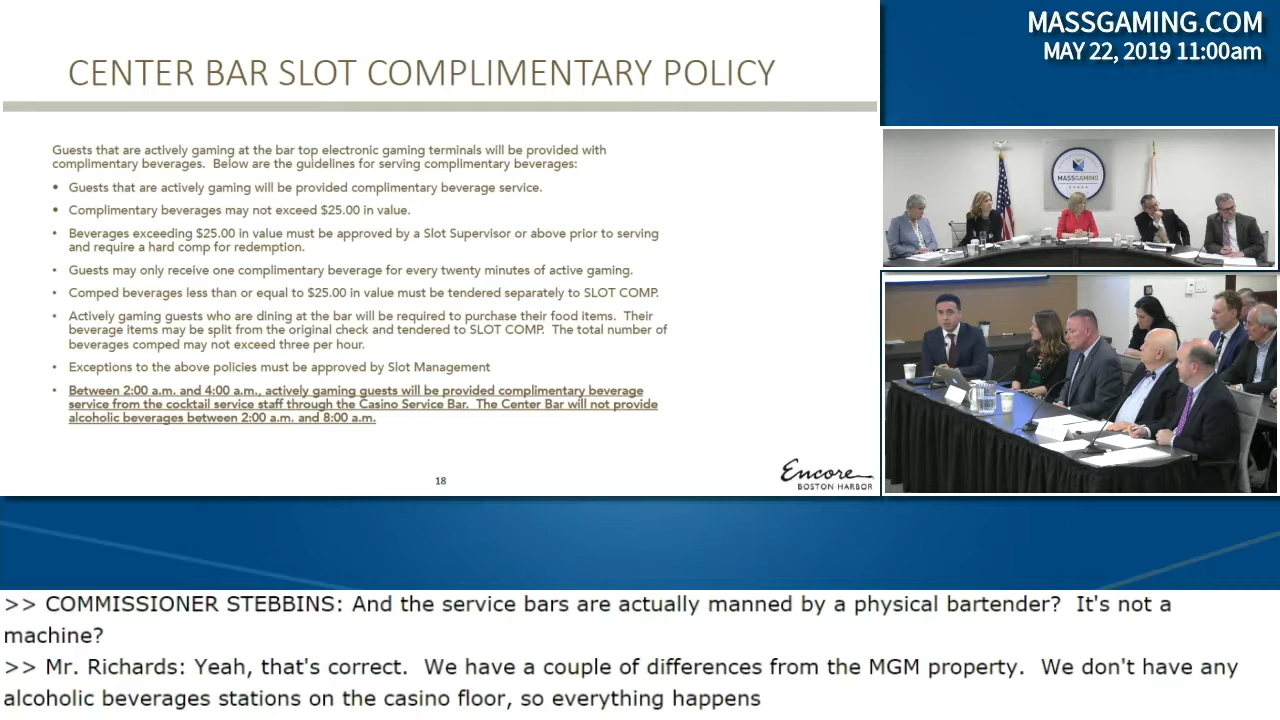 MASSGAMING.COM
MAY 22, 2019 11:00am
CENTER BAR SLOT COMPLIMENTARY POLICY
Guests that are actively gaming at the bar top electronic gaming terminals will be provided with
complimentary beverages.  Below are the guidelines for serving complimentary beverages:
• Guests that are actively gaming will be provided complimentary beverage service.
• Complimentary beverages may not exceed $25.00 in value.
• Beverages exceeding $25.00 in value must be approved by a Slot Supervisor or above prior to serving
and require a hard comp for redemption.
• Guests may only receive one complimentary beverage for every twenty minutes of active gaming.
• Comped beverages less than or equal to $25.00 in value must be tendered separately to SLOT COMP.
• Actively gaming guests who are dining at the bar will be required to purchase their food items.  Their
beverage items may be split from the original check and tendered to SLOT COMP.  The total number of
beverages comped may not exceed three per hour.
• Exceptions to the above policies must be approved by Slot Management
• Between 2:00 a.m. and 4:00 a.m., actively gaming guests will be provided complimentary beverage
service from the cocktail service staff through the Casino Service Bar.  The Center Bar will not provide
alcoholic beverages between 2:00 a.m. and 8:00 a.m.
18
Encore
BOSTON HARBOR
MASSGAMING
>> COMMISSIONER STEBBINS: And the service bars are actually manned by a physical bartender?  It's not a
machine?
>> Mr. Richards: Yeah, that's correct.  We have a couple of differences from the MGM property.  We don't have any
alcoholic beverages stations on the casino floor, so everything happens